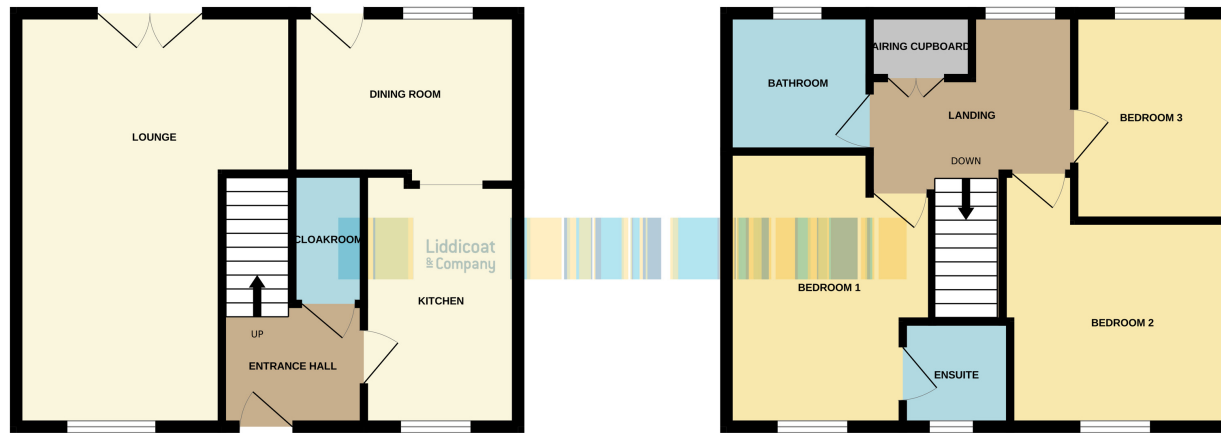 LOUNGE
DINING ROOM
CLOAKROOM
KITCHEN
UP
ENTRANCE HALL
Liddicoat
& Company
BATHROOM
AIRING CUPBOARD
LANDING
BEDROOM 3
DOWN
BEDROOM 1
BEDROOM 2
ENSUITE